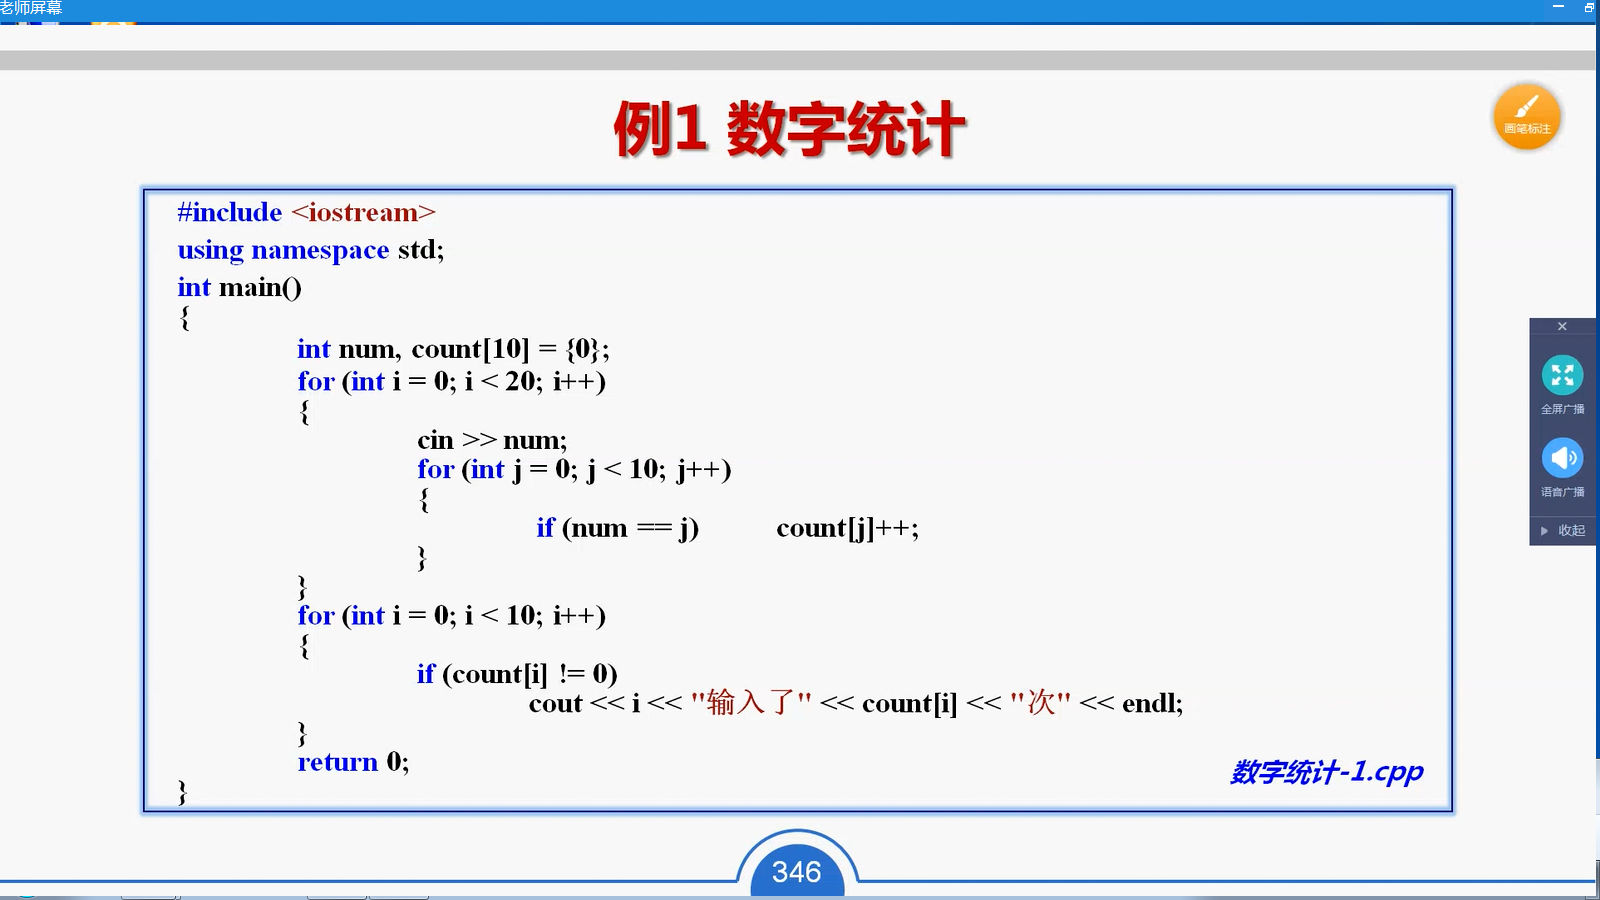 老师屏幕
例1 数字统计
画笔标注
#include <iostream>
using namespace std;
int main()
{
int num, count[10] = {0};
for (int i = 0; i < 20; i++)
{
cin >> num;
for (int j = 0; j < 10; j++)
{
if (num == j) count[j]++;
}
}
for (int i = 0; i < 10; i++)
{
if (count[i] != 0)
cout << i << "输入了" << count[i] << "次" << endl;
}
return 0;
}
数字统计-1.cpp
全屏广播
语音广播
收起
346